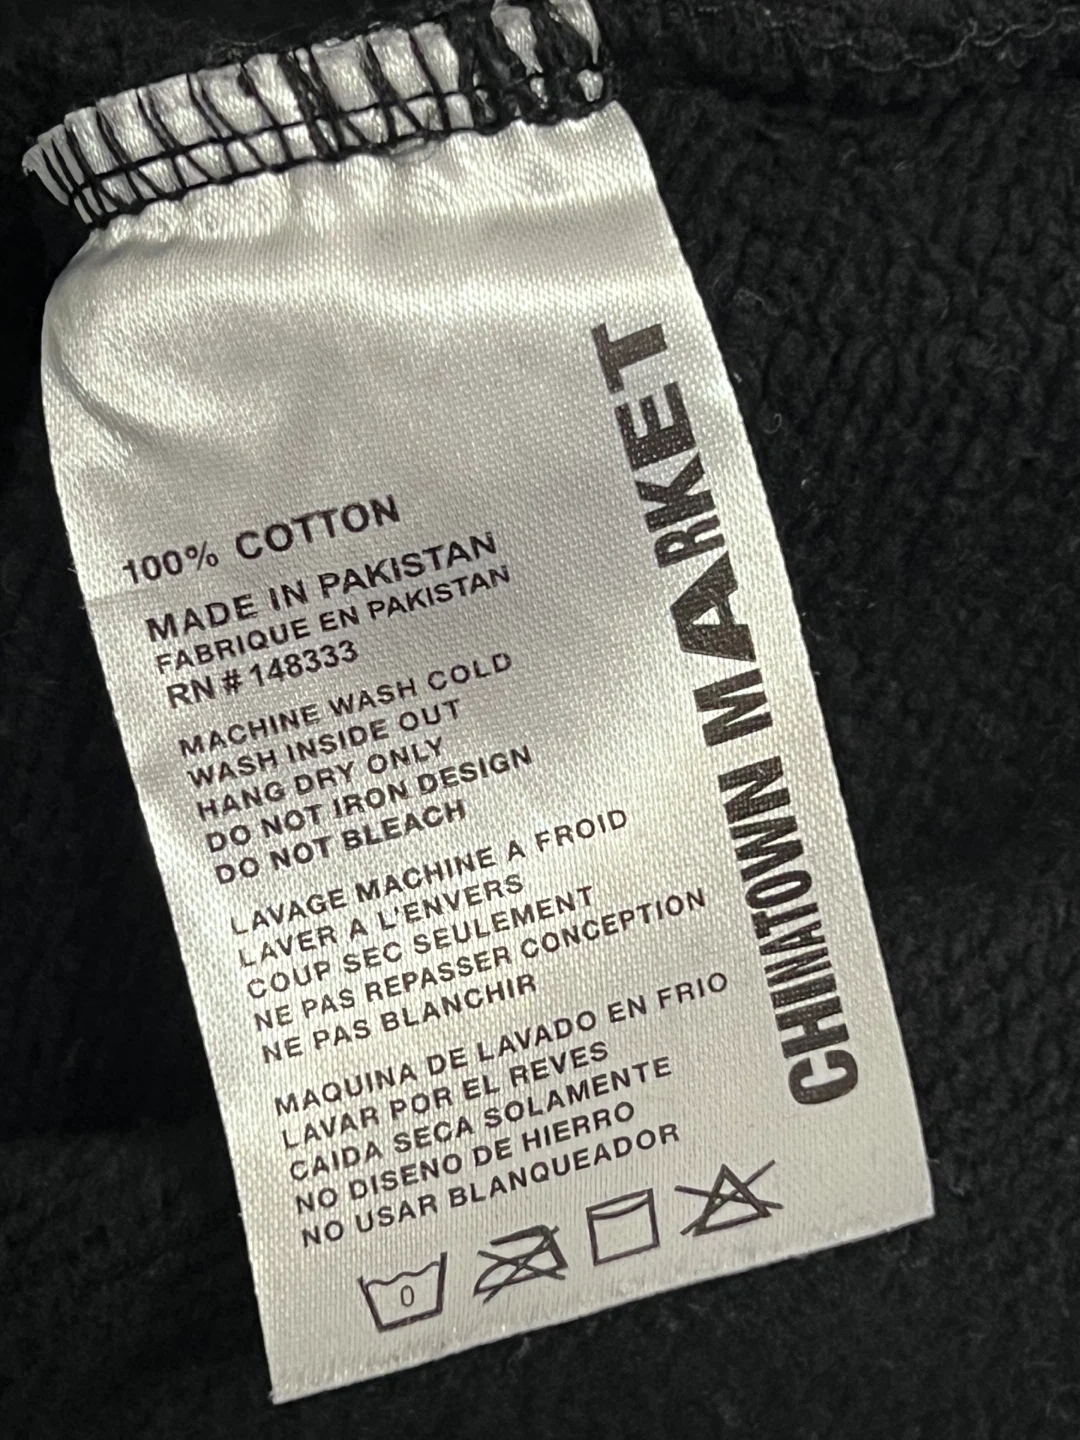 100% COTTON
MADE IN PAKISTAN
FABRIQUE EN PAKISTAN
RN # 148333
MACHINE WASH COLD
WASH INSIDE OUT
HANG DRY ONLY
DO NOT IRON DESIGN
DO NOT BLEACH
LAVAGE MACHINE A FROID
LAVER A L'ENVERS
COUP SEC SEULEMENT
NE PAS REPASSER CONCEPTION
NE PAS BLANCHIR
MAQUINA DE LAVADO EN FRIO
LAVAR POR EL REVES
CAIDA SECA SOLAMENTE
NO DISENO DE HIERRO
NO USAR BLANQUEADOR
0
CHINATOWN MARKET